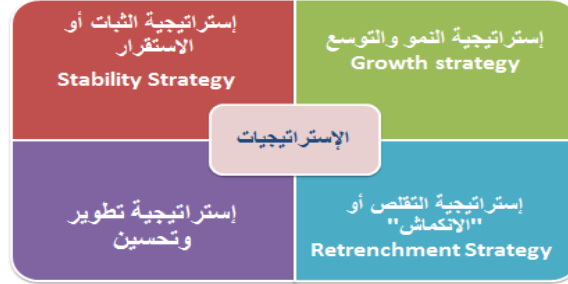 إستراتيجية النمو والتوسع
Growth strategy
إستراتيجية الثبات أو
الاستقرار
Stability Strategy
الإستراتيجيات
إستراتيجية التقلص أو
"الانكماش"
Retrenchment Strategy
إستراتيجية تطوير
وتحسين